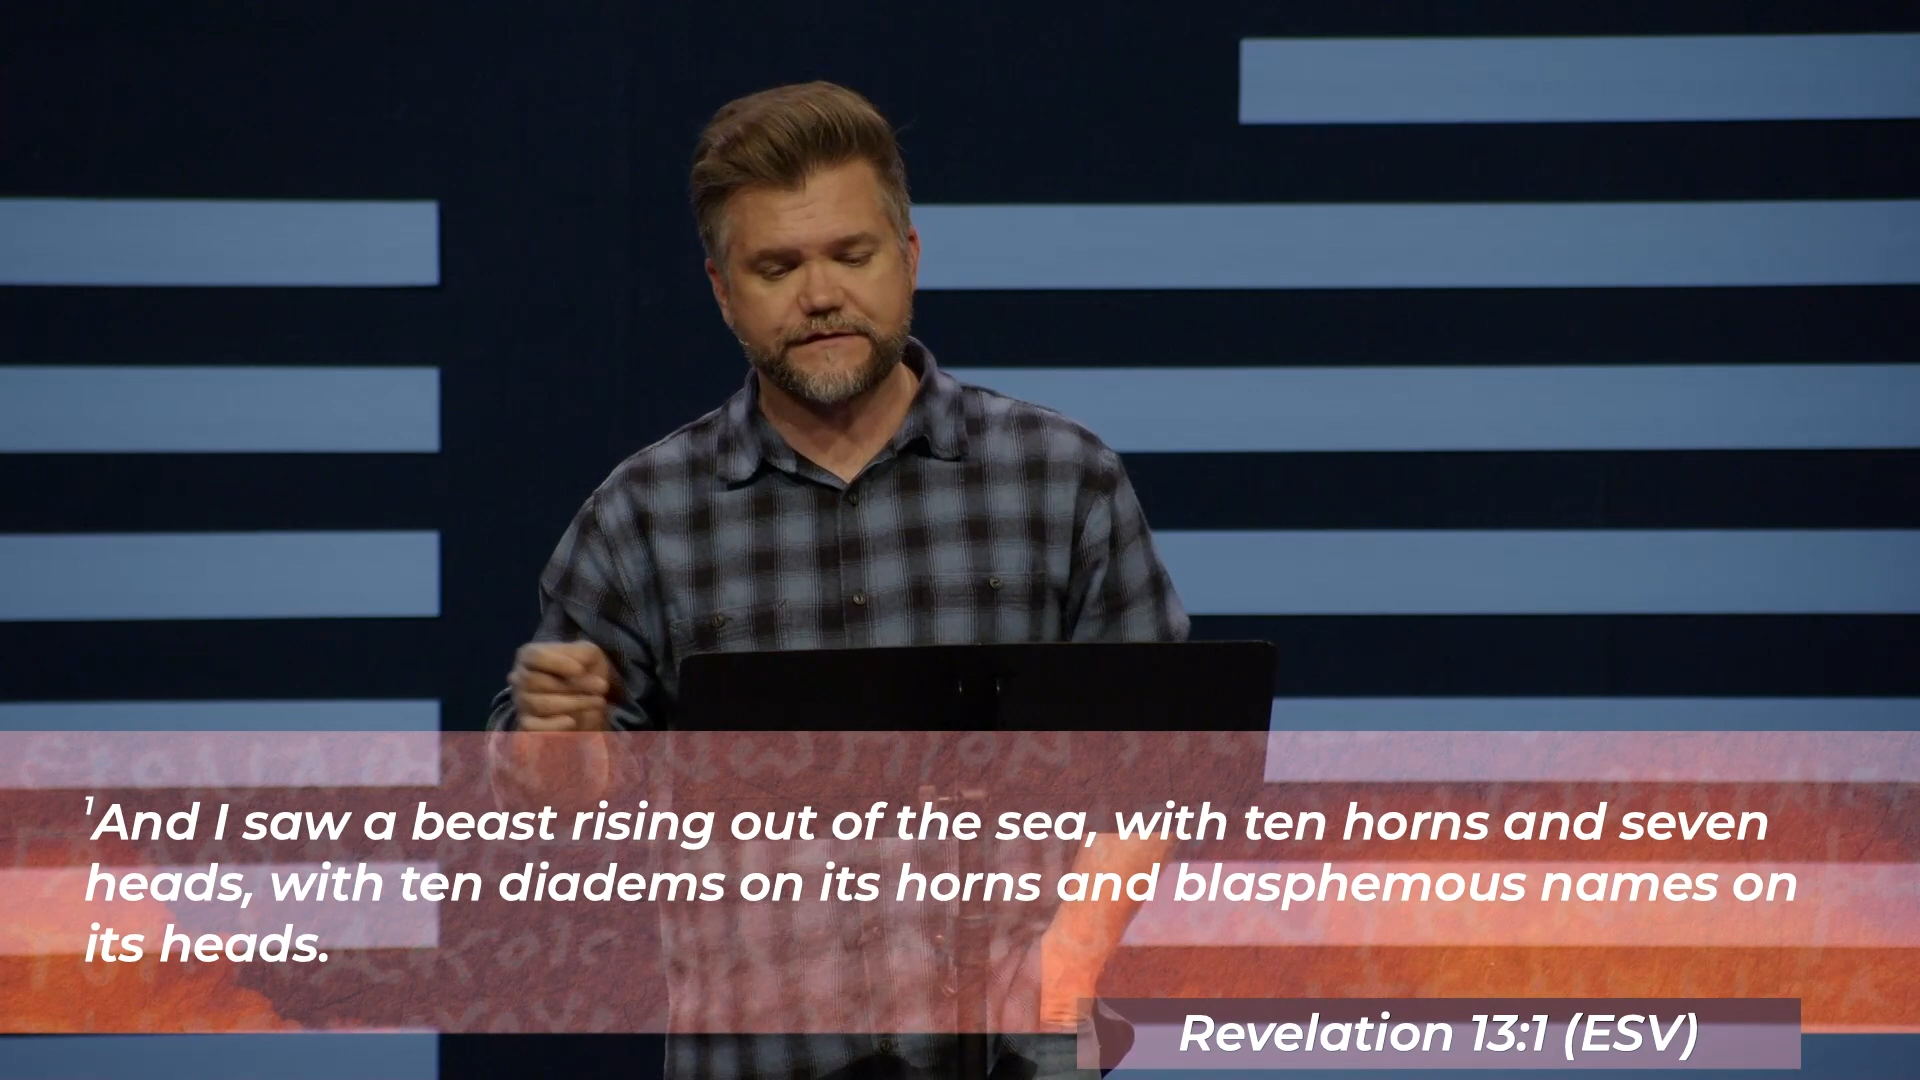 ¹And I saw a beast rising out of the sea, with ten horns and seven
heads, with ten diadems on its horns and blasphemous names on
its heads.
Revelation 13:1 (ESV)